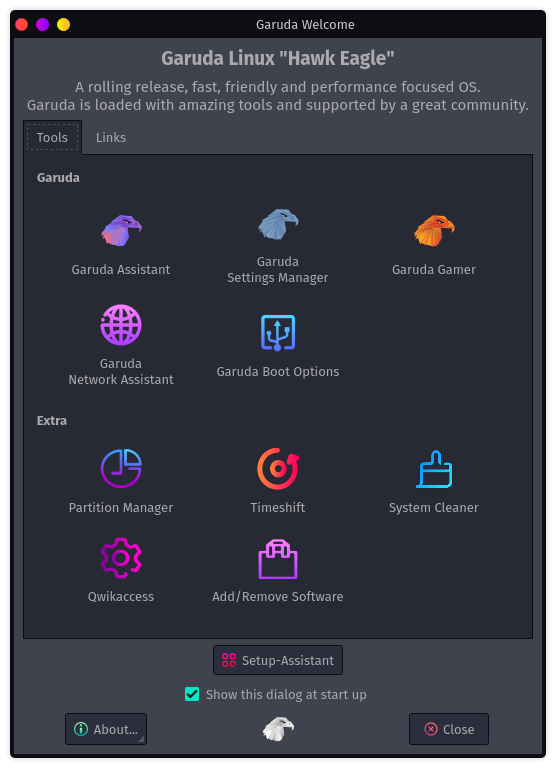 Garuda Welcome
Garuda Linux "Hawk Eagle"
A rolling release, fast, friendly and performance focused OS.
Garuda is loaded with amazing tools and supported by a great community.
Tools Links
Garuda
Garuda Assistant
Garuda
Settings Manager
Garuda Gamer
Garuda
Network Assistant
Garuda Boot Options
Extra
Partition Manager
Timeshift
System Cleaner
Qwikaccess
Add/Remove Software
Setup-Assistant
Show this dialog at start up
About...
Close